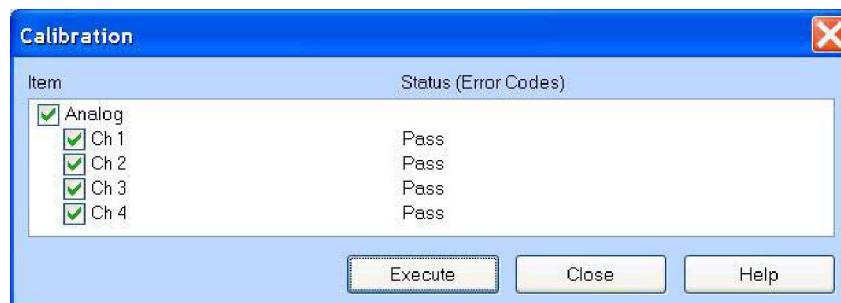 Calibration
Item Status (Error Codes)
Analog
Ch 1 Pass
Ch 2 Pass
Ch 3 Pass
Ch 4 Pass
Execute Close Help